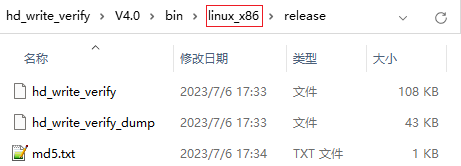 hd_write_verify > V4.0 > bin > linux_x86 > release
名称 修改日期 类型 大小
hd_write_verify 2023/7/6 17:33 文件 108 KB
hd_write_verify_dump 2023/7/6 17:33 文件 43 KB
md5.txt 2023/7/6 17:34 TXT 文件 1 KB